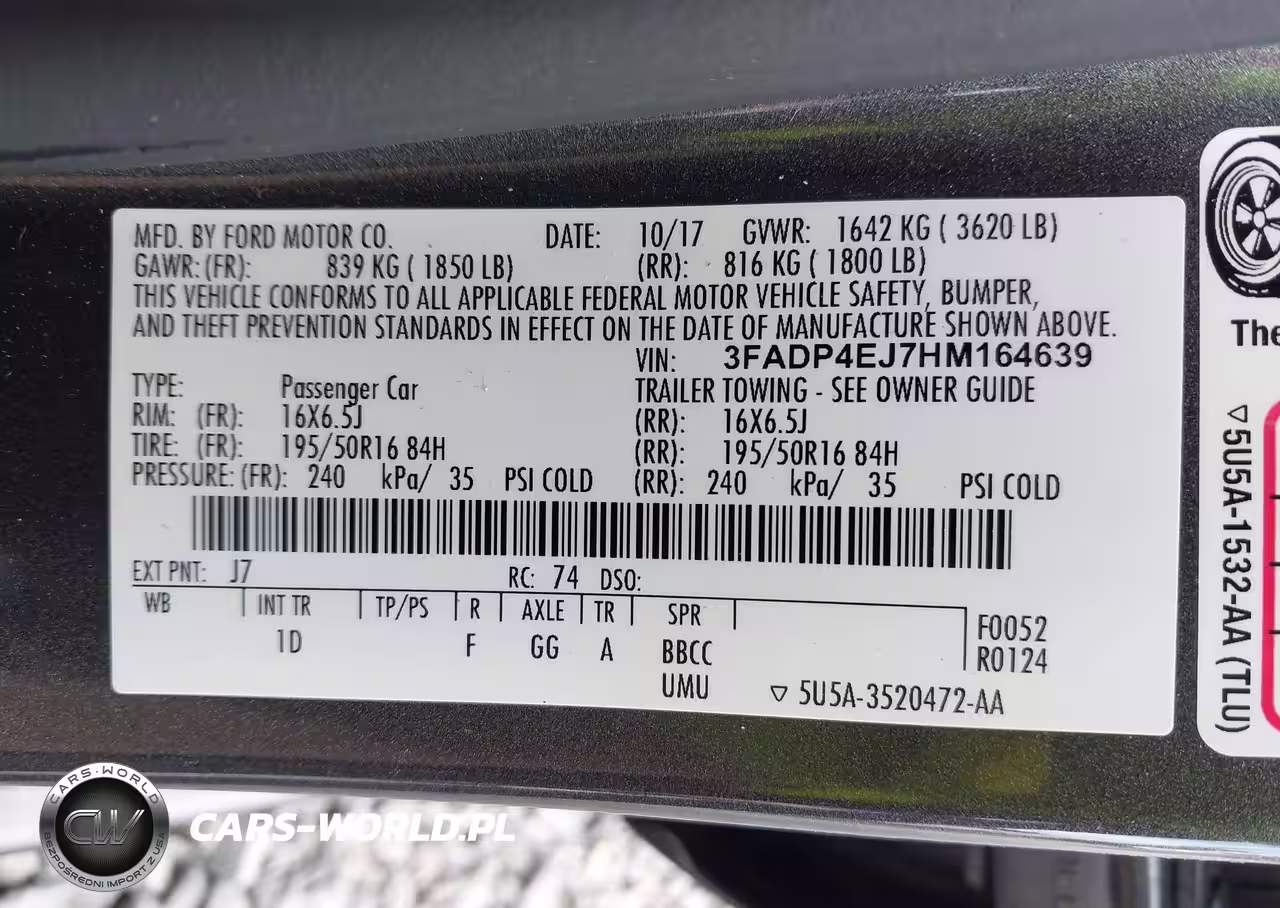 MFD. BY FORD MOTOR CO. DATE: 10/17 GVWR: 1642 KG ( 3620 LB)
GAWR: (FR): 839 KG ( 1850 LB) (RR): 816 KG ( 1800 LB)
THIS VEHICLE CONFORMS TO ALL APPLICABLE FEDERAL MOTOR VEHICLE SAFETY, BUMPER,
AND THEFT PREVENTION STANDARDS IN EFFECT ON THE DATE OF MANUFACTURE SHOWN ABOVE.
VIN: 3FADP4EJ7HM164639
TYPE: Passenger Car TRAILER TOWING - SEE OWNER GUIDE
RIM: (FR): 16X6.5J (RR): 16X6.5J
TIRE: (FR): 195/50R16 84H (RR): 195/50R16 84H
PRESSURE: (FR): 240 kPa/ 35 PSI COLD (RR): 240 kPa/ 35 PSI COLD
EXT PNT: J7 RC: 74 DSO:
WB INT TR TP/PS R AXLE TR SPR
1D F GG A BBCC
UMU
F0052
R0124
▽ 5U5A-3520472-AA
The
▽5U5A-1532-AA (TLU)
CARS-WORLD
CW
BEZPOŚREDNI IMPORT Z USA
CARS-WORLD.PL